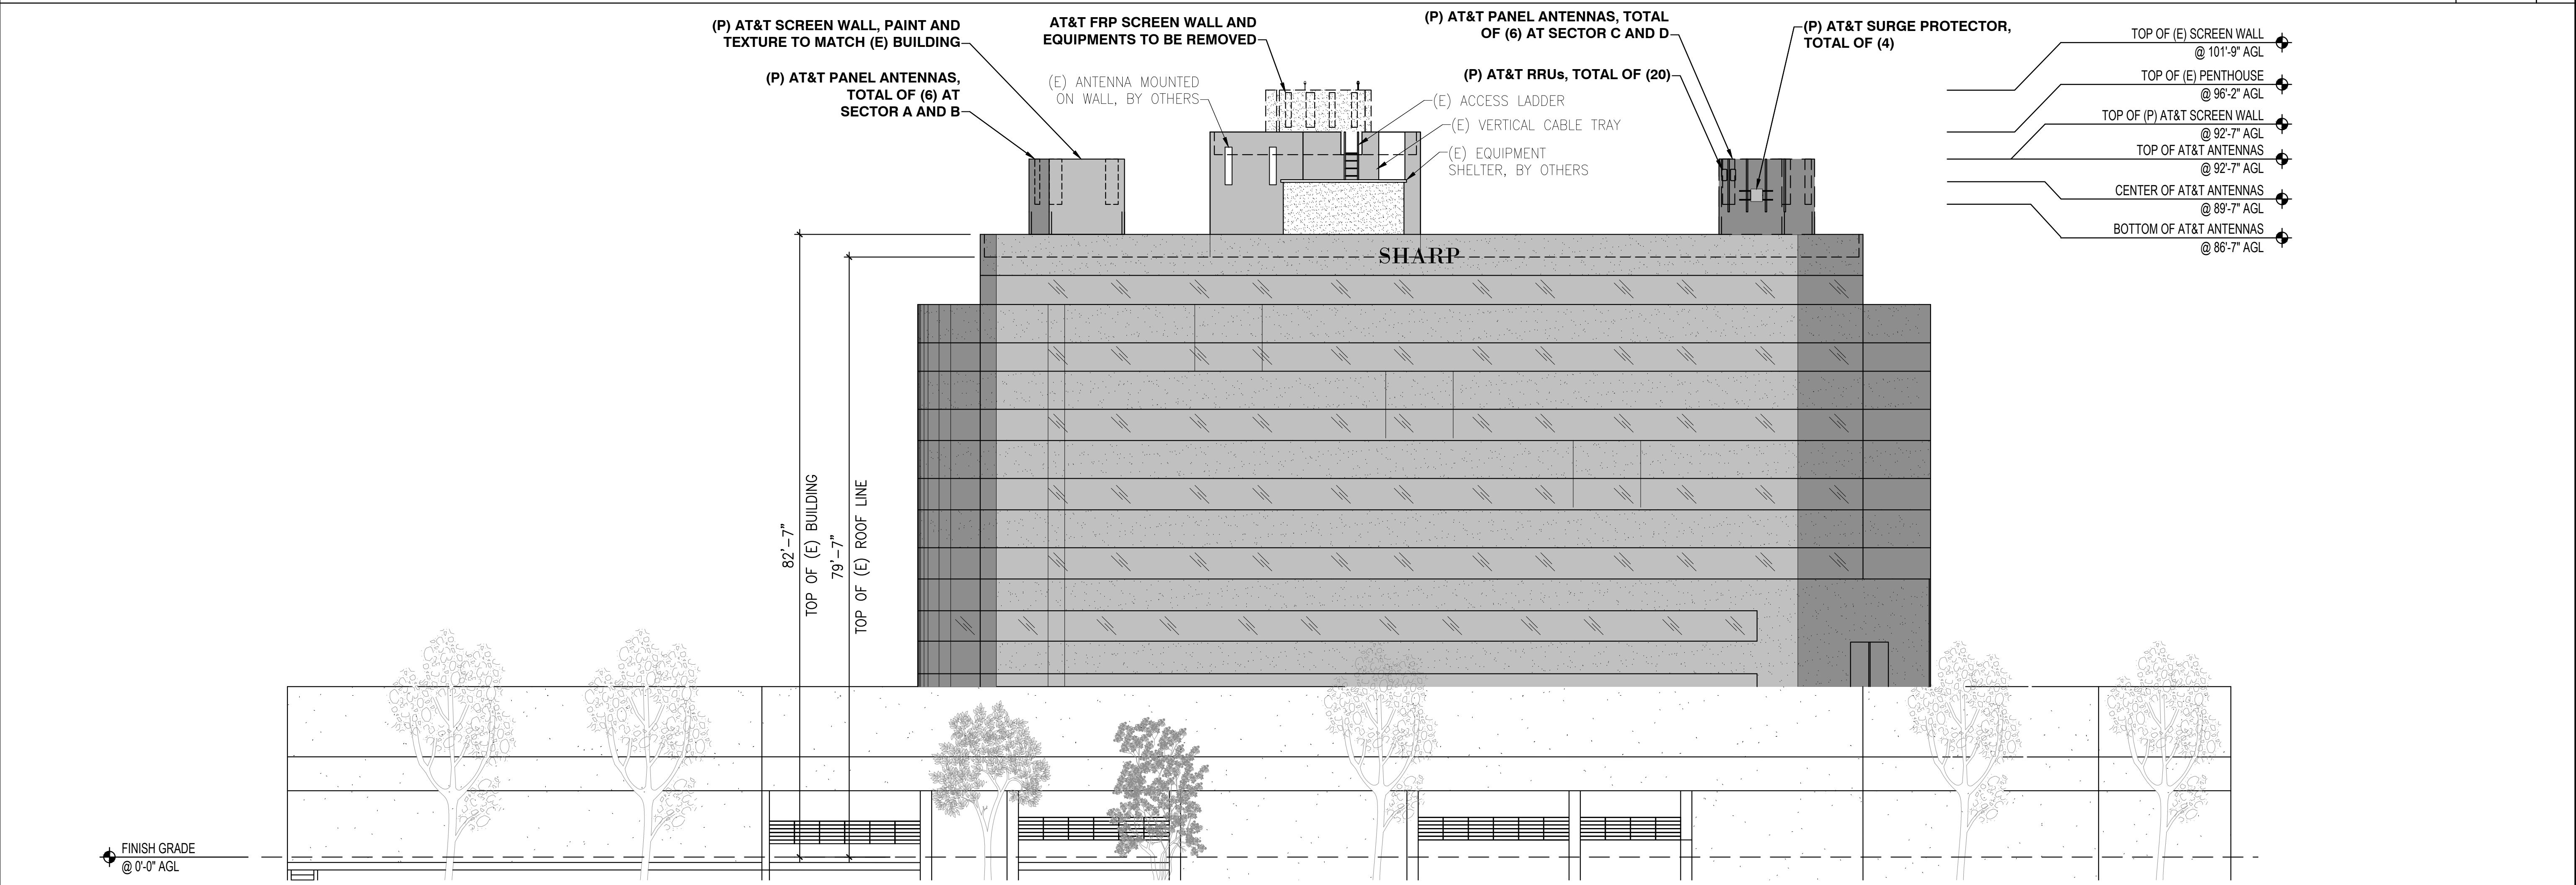 (P) AT&T SCREEN WALL, PAINT AND
TEXTURE TO MATCH (E) BUILDING
(P) AT&T PANEL ANTENNAS,
TOTAL OF (6) AT
SECTOR A AND B
AT&T FRP SCREEN WALL AND
EQUIPMENTS TO BE REMOVED
(E) ANTENNA MOUNTED
ON WALL, BY OTHERS
(P) AT&T PANEL ANTENNAS, TOTAL
OF (6) AT SECTOR C AND D
(P) AT&T RRUs, TOTAL OF (20)
(E) ACCESS LADDER
(E) VERTICAL CABLE TRAY
(E) EQUIPMENT
SHELTER, BY OTHERS
(P) AT&T SURGE PROTECTOR,
TOTAL OF (4)
TOP OF (E) SCREEN WALL
@ 101'-9" AGL
TOP OF (E) PENTHOUSE
@ 96'-2" AGL
TOP OF (P) AT&T SCREEN WALL
@ 92'-7" AGL
TOP OF AT&T ANTENNAS
@ 92'-7" AGL
CENTER OF AT&T ANTENNAS
@ 89'-7" AGL
BOTTOM OF AT&T ANTENNAS
@ 86'-7" AGL
SHARP
82'-7"
TOP OF (E) BUILDING
79'-7"
TOP OF (E) ROOF LINE
FINISH GRADE
@ 0'-0" AGL